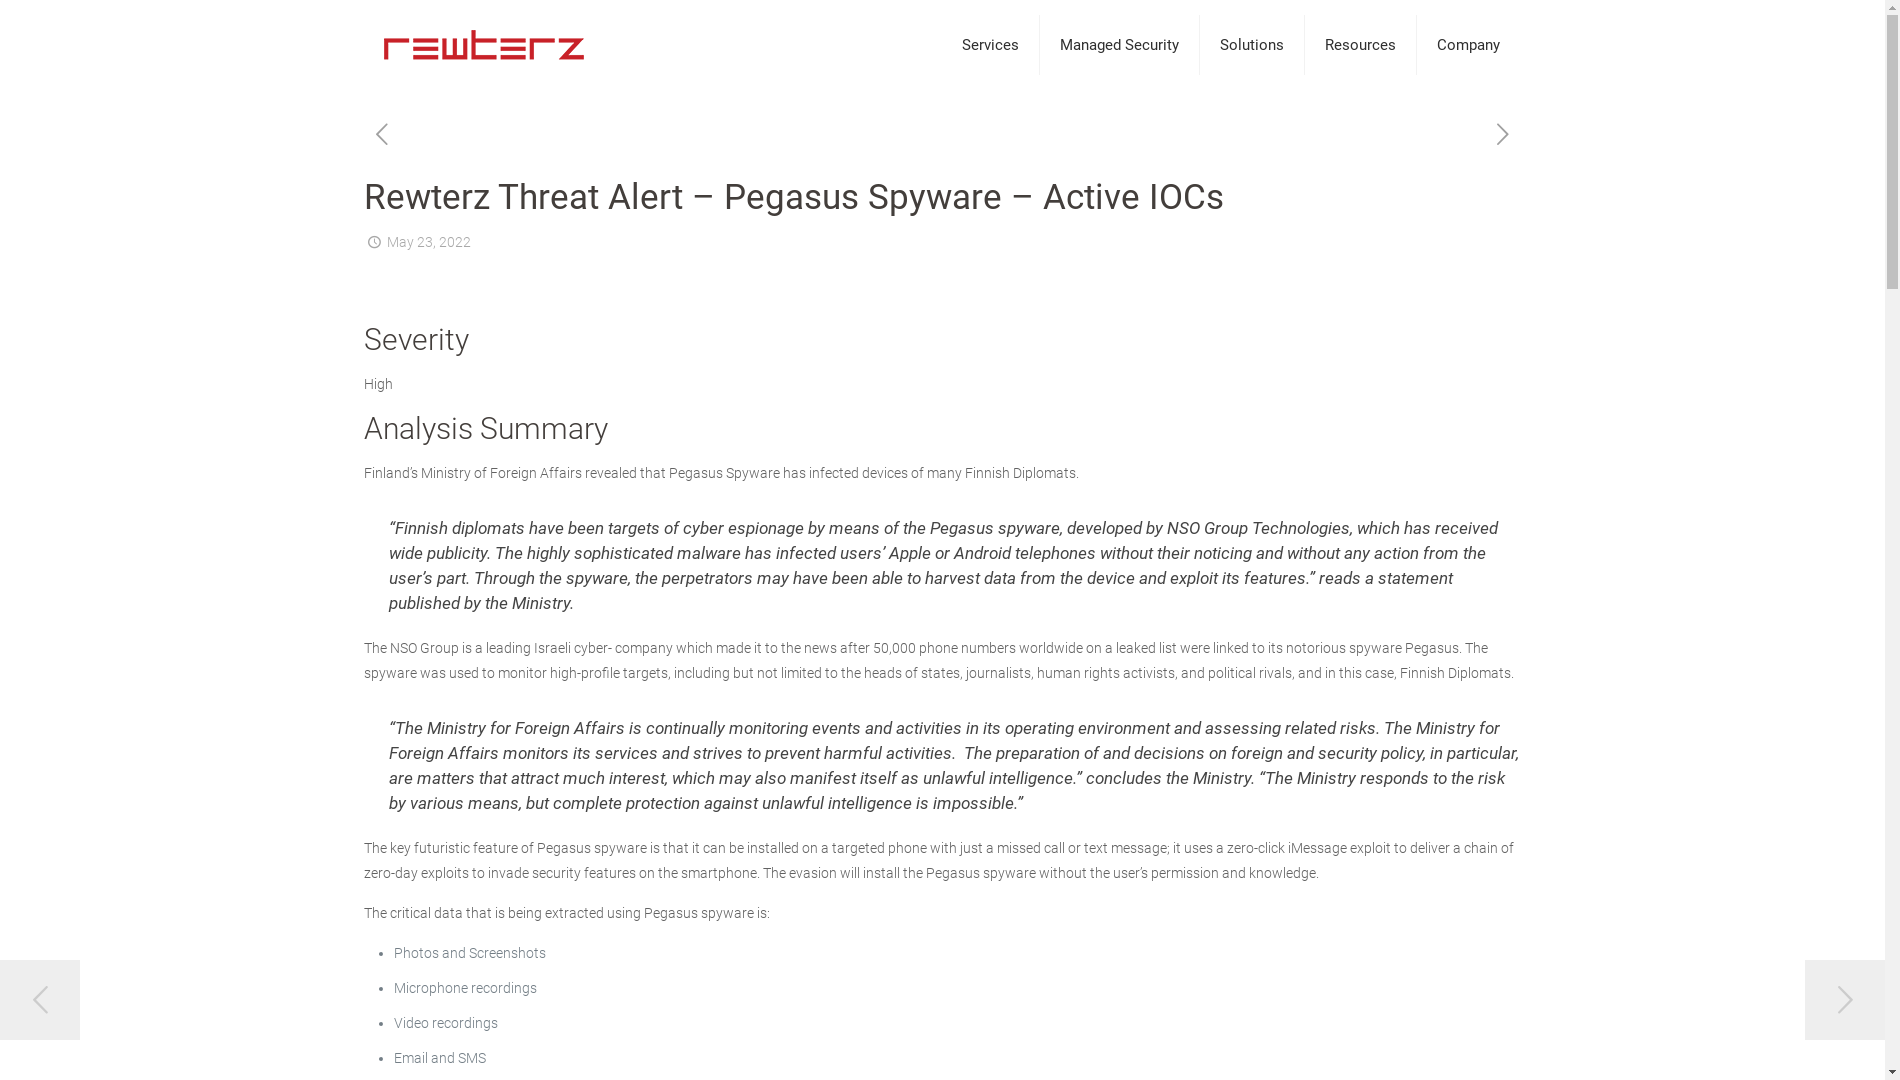 rewterz
Services
Managed Security
Solutions
Resources
Company
Rewterz Threat Alert – Pegasus Spyware – Active IOCs
May 23, 2022
Severity
High
Analysis Summary
Finland’s Ministry of Foreign Affairs revealed that Pegasus Spyware has infected devices of many Finnish Diplomats.
“Finnish diplomats have been targets of cyber espionage by means of the Pegasus spyware, developed by NSO Group Technologies, which has received
wide publicity. The highly sophisticated malware has infected users’ Apple or Android telephones without their noticing and without any action from the
user’s part. Through the spyware, the perpetrators may have been able to harvest data from the device and exploit its features.” reads a statement
published by the Ministry.
The NSO Group is a leading Israeli cyber- company which made it to the news after 50,000 phone numbers worldwide on a leaked list were linked to its notorious spyware Pegasus. The
spyware was used to monitor high-profile targets, including but not limited to the heads of states, journalists, human rights activists, and political rivals, and in this case, Finnish Diplomats.
“The Ministry for Foreign Affairs is continually monitoring events and activities in its operating environment and assessing related risks. The Ministry for
Foreign Affairs monitors its services and strives to prevent harmful activities.  The preparation of and decisions on foreign and security policy, in particular,
are matters that attract much interest, which may also manifest itself as unlawful intelligence.” concludes the Ministry. “The Ministry responds to the risk
by various means, but complete protection against unlawful intelligence is impossible.”
The key futuristic feature of Pegasus spyware is that it can be installed on a targeted phone with just a missed call or text message; it uses a zero-click iMessage exploit to deliver a chain of
zero-day exploits to invade security features on the smartphone. The evasion will install the Pegasus spyware without the user’s permission and knowledge.
The critical data that is being extracted using Pegasus spyware is:
• Photos and Screenshots
• Microphone recordings
• Video recordings
• Email and SMS